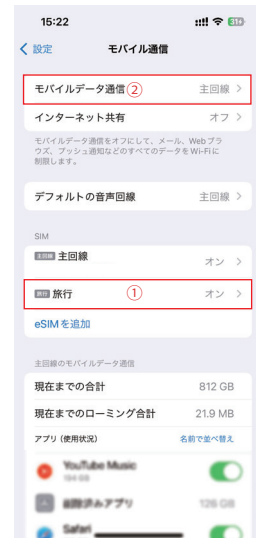 15:22
31+
設定
モバイル通信
モバイルデータ通信② 主回線
インターネット共有 オフ
モバイルデータ通信をオフにして、メール、Webブラ
ウズ、プッシュ通知などのすべてのデータをWi-Fiに
制限します。
デフォルトの音声回線 主回線
SIM
主回線 主回線 オン
旅行 旅行 ① オン
eSIMを追加
主回線のモバイルデータ通信
現在までの合計 812 GB
現在までのローミング合計 21.9 MB
アプリ (使用状況) 名前で並べ替え
YouTube Music
194 GB
削除済みアプリ 126 GB
Safari